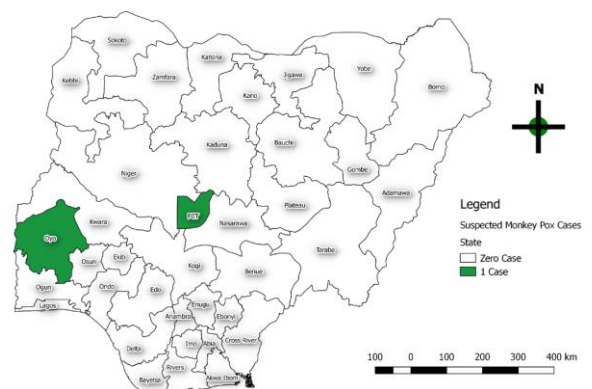 Sokoto
Katsina
Jigawa
Yobe
Borno
Kebbi
Zamfara
Kano
Kaduna
Bauchi
Gombe
Adamawa
Niger
FCT
Nasarawa
Plateau
Taraba
Oyo
Kwara
Osun
Ekiti
Kogi
Benue
Ogun
Ondo
Edo
Lagos
Enugu
Ebonyi
Anambra
Delta
Imo
Abia
Cross River
Rivers
Bayelsa
Akwa Ibom
N
Legend
Suspected Monkey Pox Cases
State
Zero Case
1 Case
100 0 100 200 300 400 km